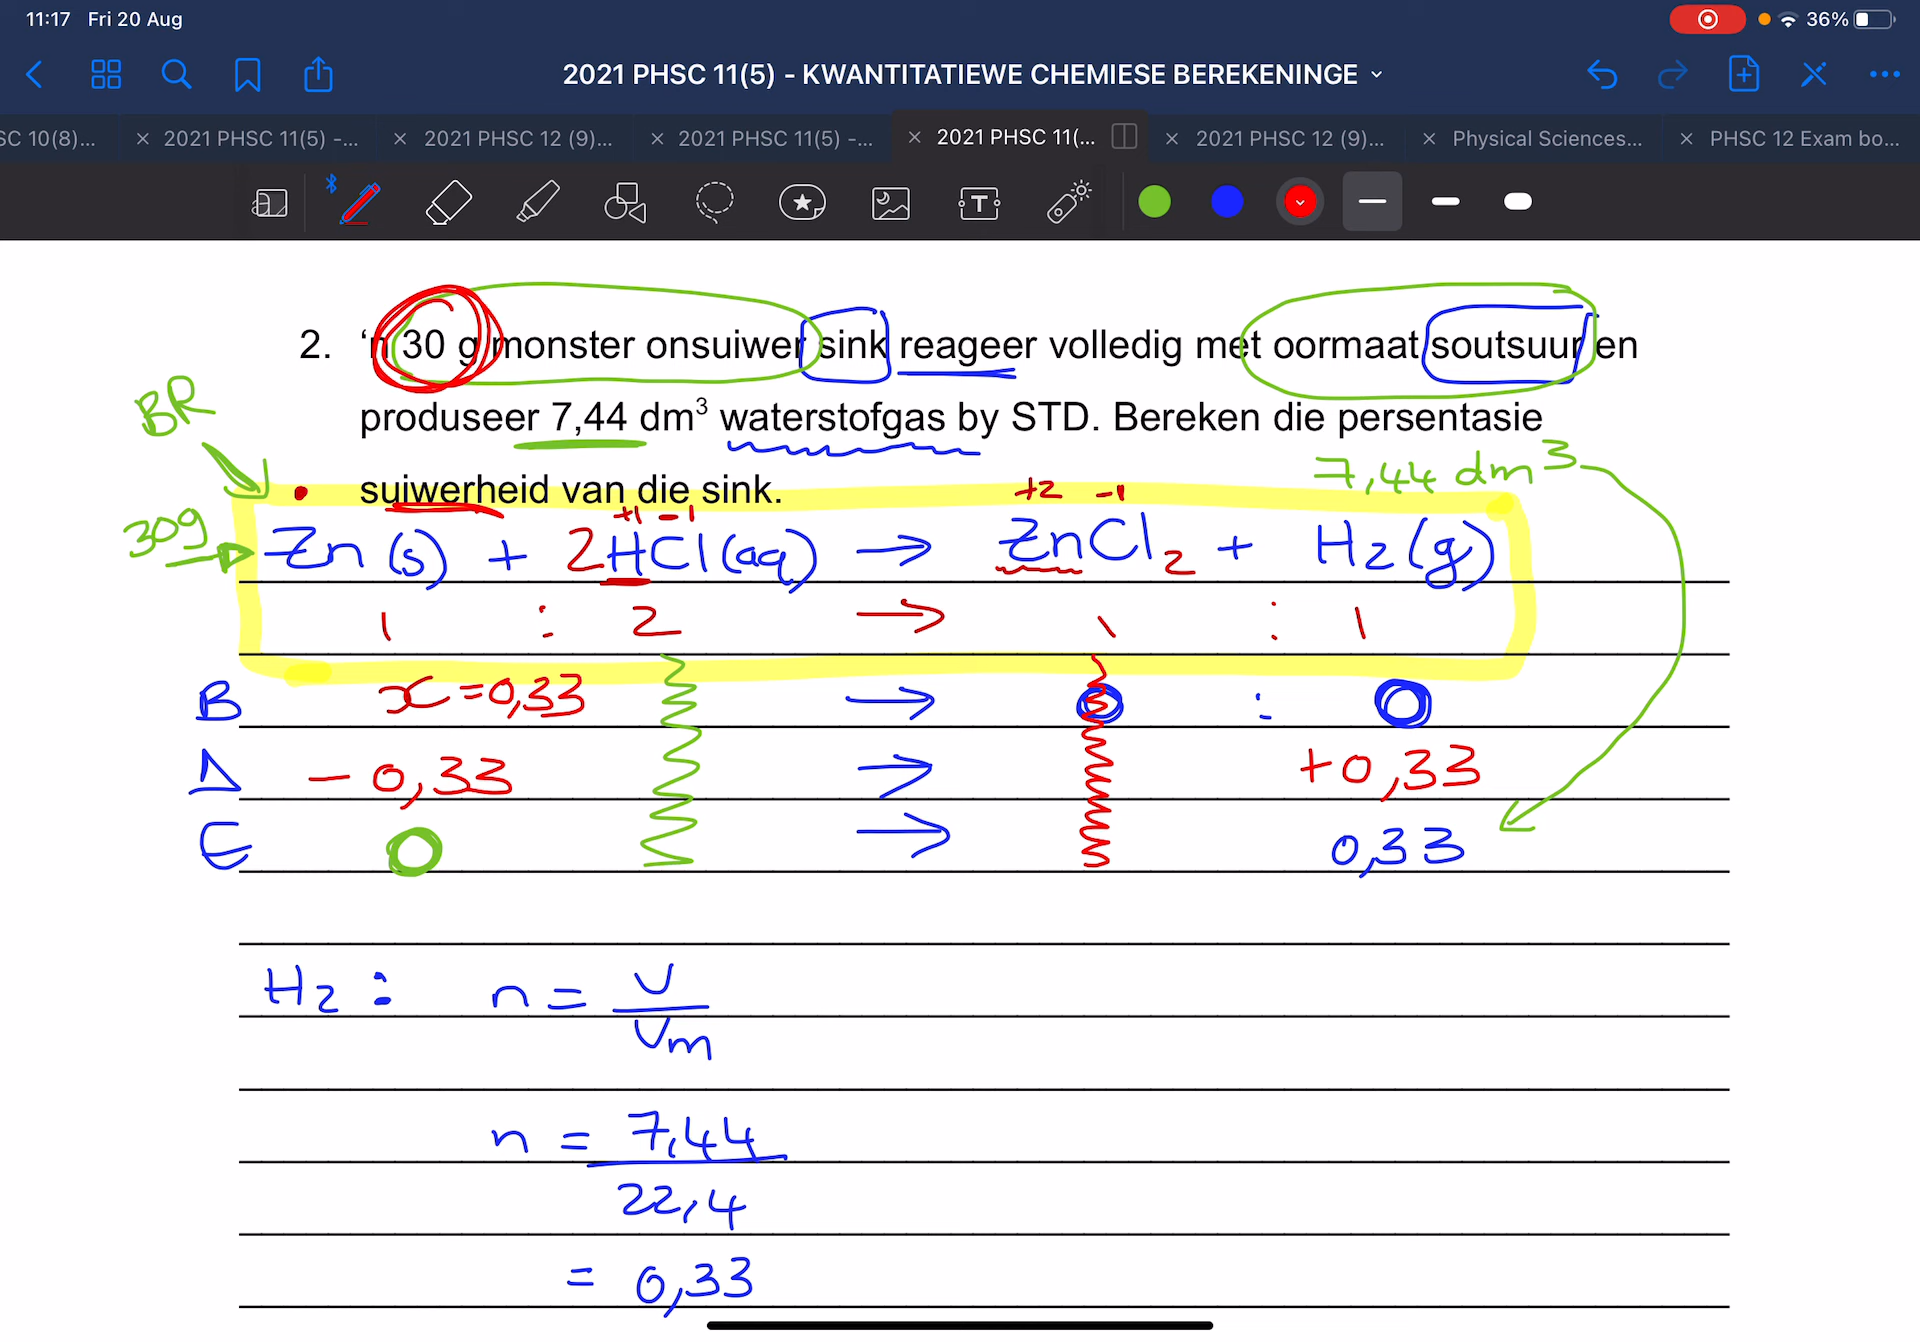 11:17 Fri 20 Aug 36%
2021 PHSC 11(5) - KWANTITATIEWE CHEMIESE BEREKENINGE
SC 10(8)... × 2021 PHSC 11(5) -... × 2021 PHSC 12 (9)... × 2021 PHSC 11(5) -... × 2021 PHSC 11(... × 2021 PHSC 12 (9)... × Physical Sciences... × PHSC 12 Exam bo...
2. ‘n 30 g monster onsuiwer sink reageer volledig met oormaat soutsuur en
BR
produseer 7,44 dm³ waterstofgas by STD. Bereken die persentasie
7,44 dm³
suiwerheid van die sink.
+1 -1 +2 -1
30g
Zn (s) + 2HCl(aq) → ZnCl₂ + H₂(g)
1 : 2 → 1 : 1
B x = 0,33 → 0 : 0
Δ - 0,33 → +0,33
E 0 → 0,33
H₂ : n = V
Vm
n = 7,44
22,4
= 0,33